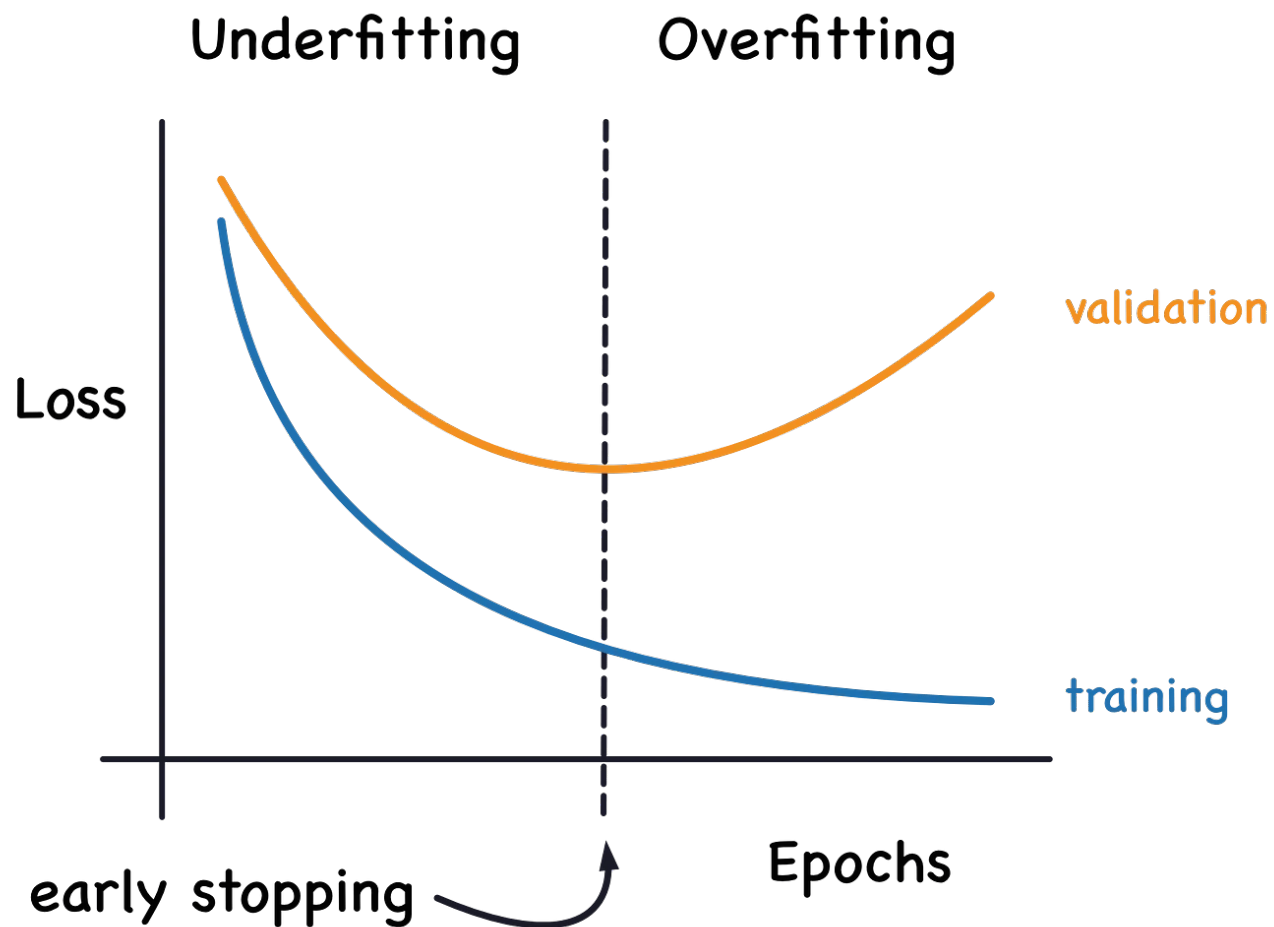 Underfitting
Overfitting
Loss
validation
training
Epochs
early stopping